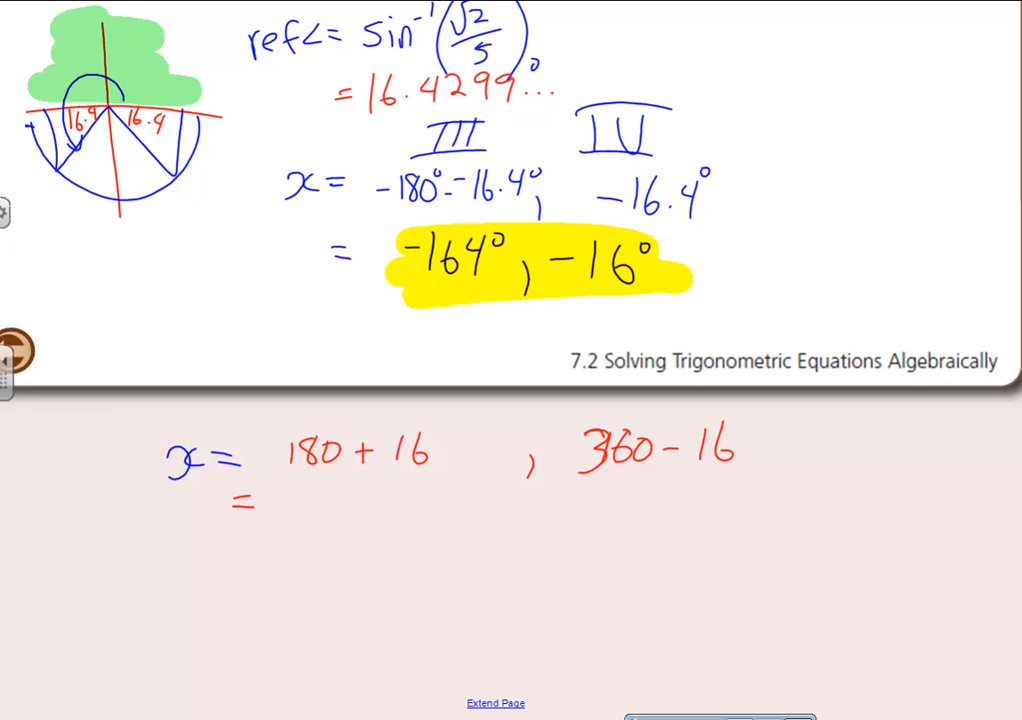 ref∠= sin⁻¹(√2/5)
= 16.4299°...
16.4 16.4
III IV
x= -180°--16.4°, -16.4°
= -164°, -16°
7.2 Solving Trigonometric Equations Algebraically
x= 180+16 , 360-16
=
Extend Page